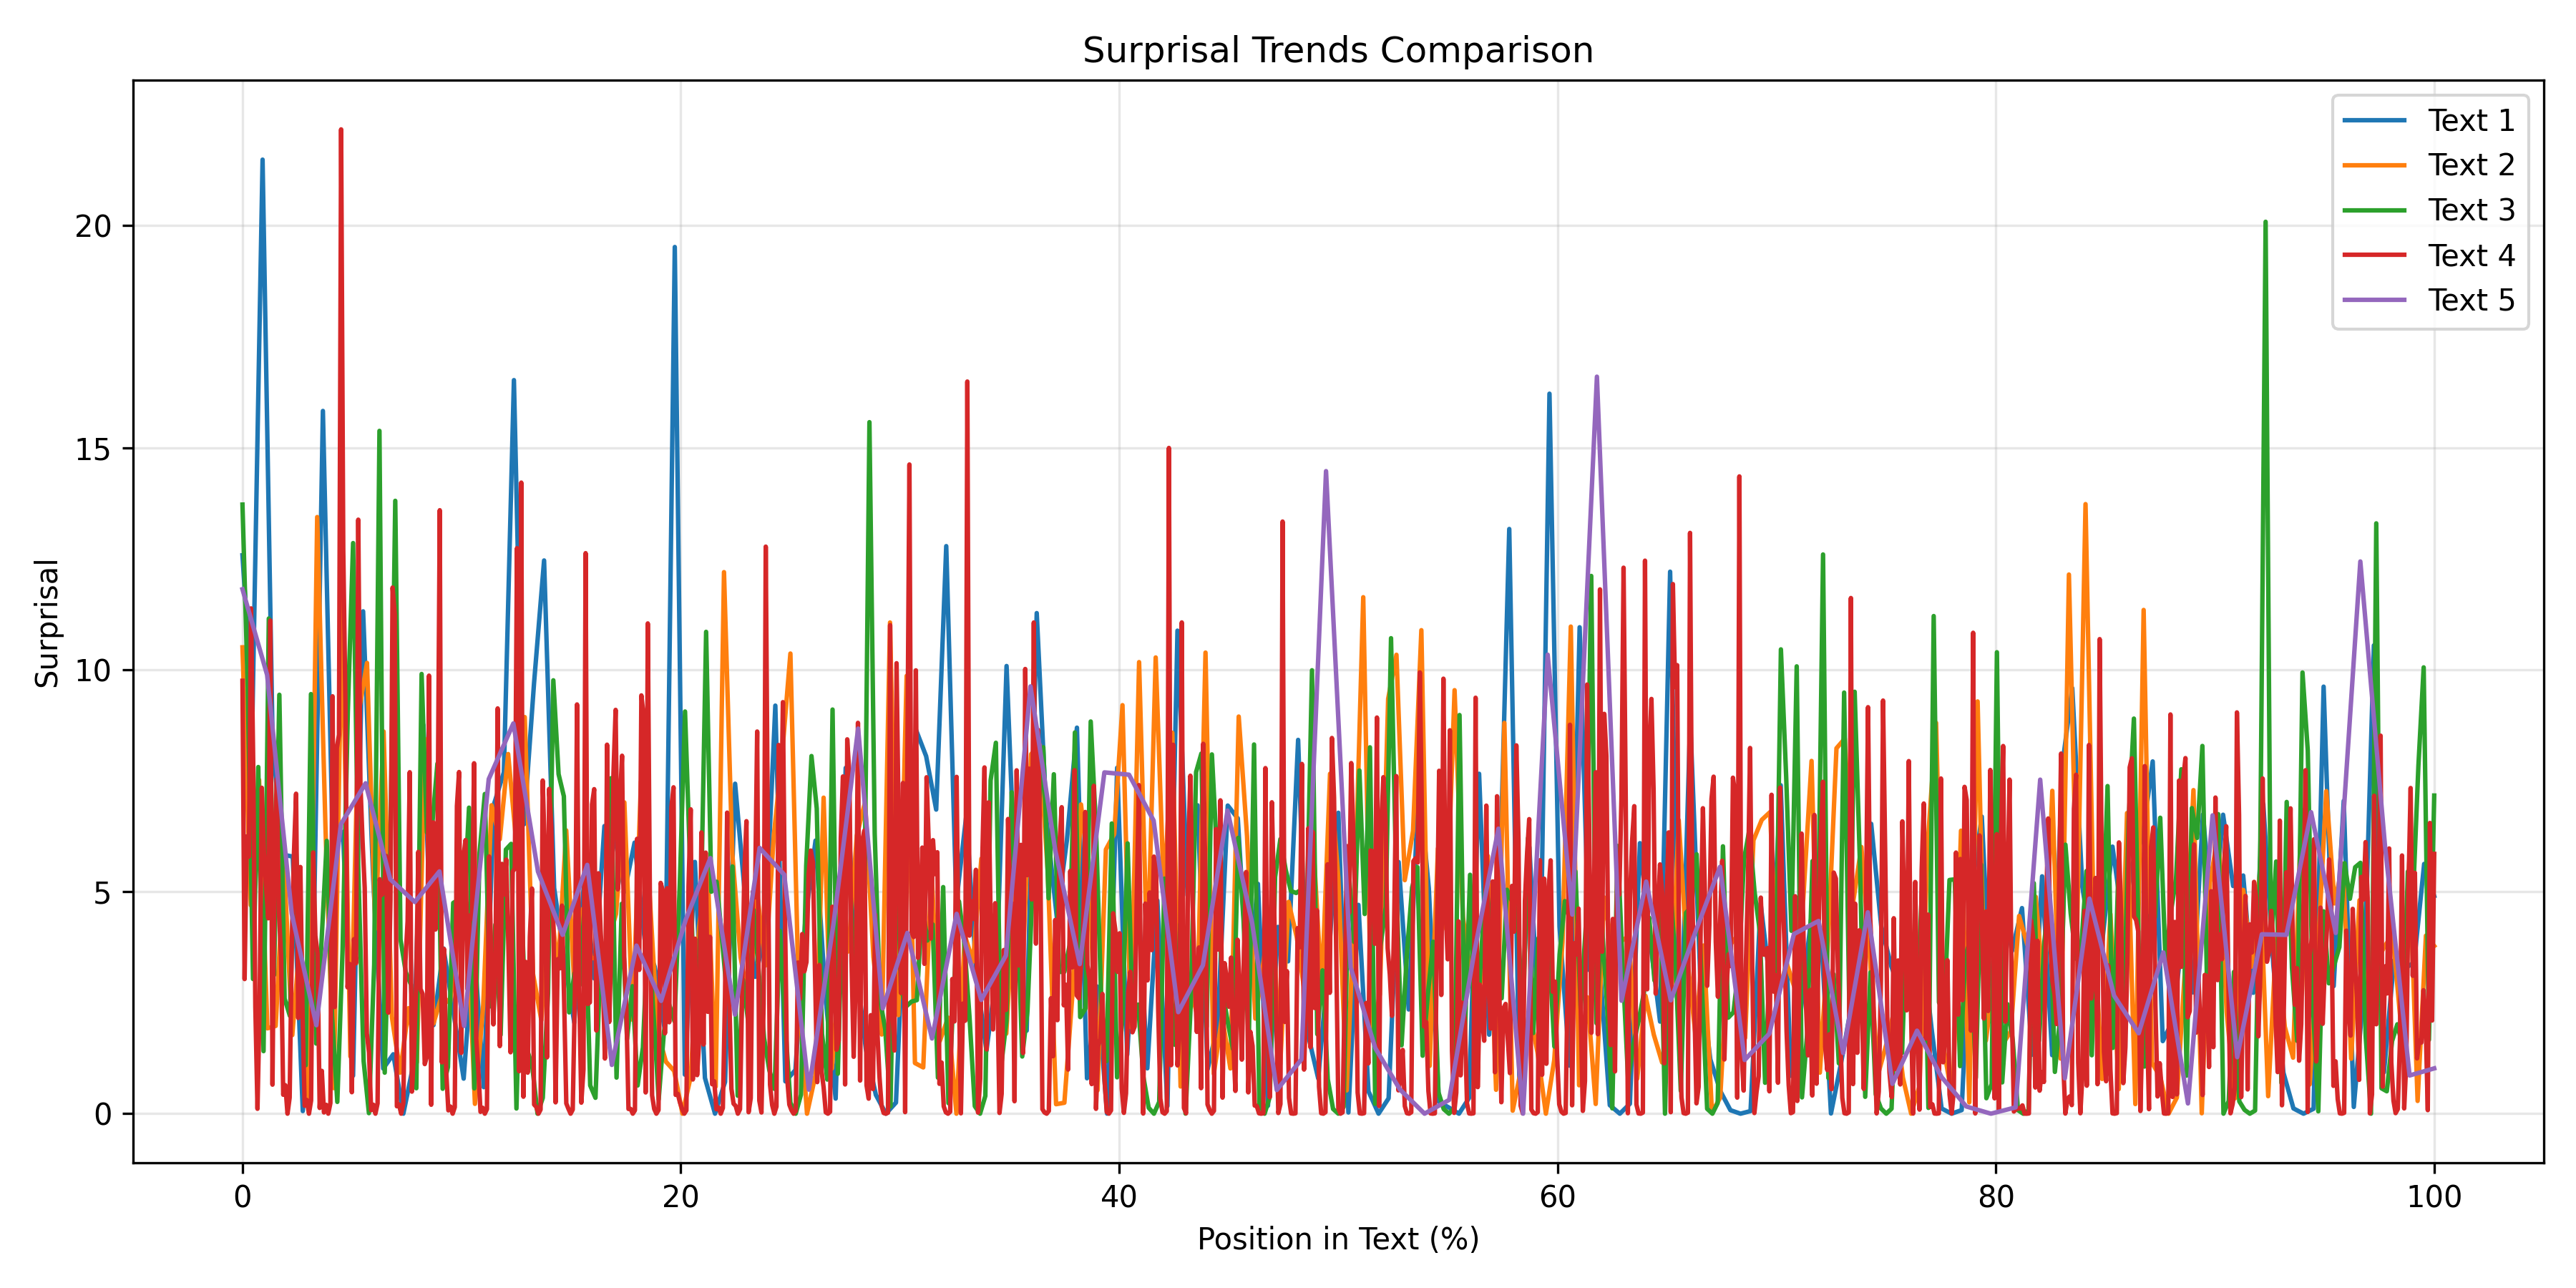 Surprisal Trends Comparison
Text 1
Text 2
Text 3
Text 4
Text 5
Surprisal
20
15
10
5
0
0 20 40 60 80 100
Position in Text (%)